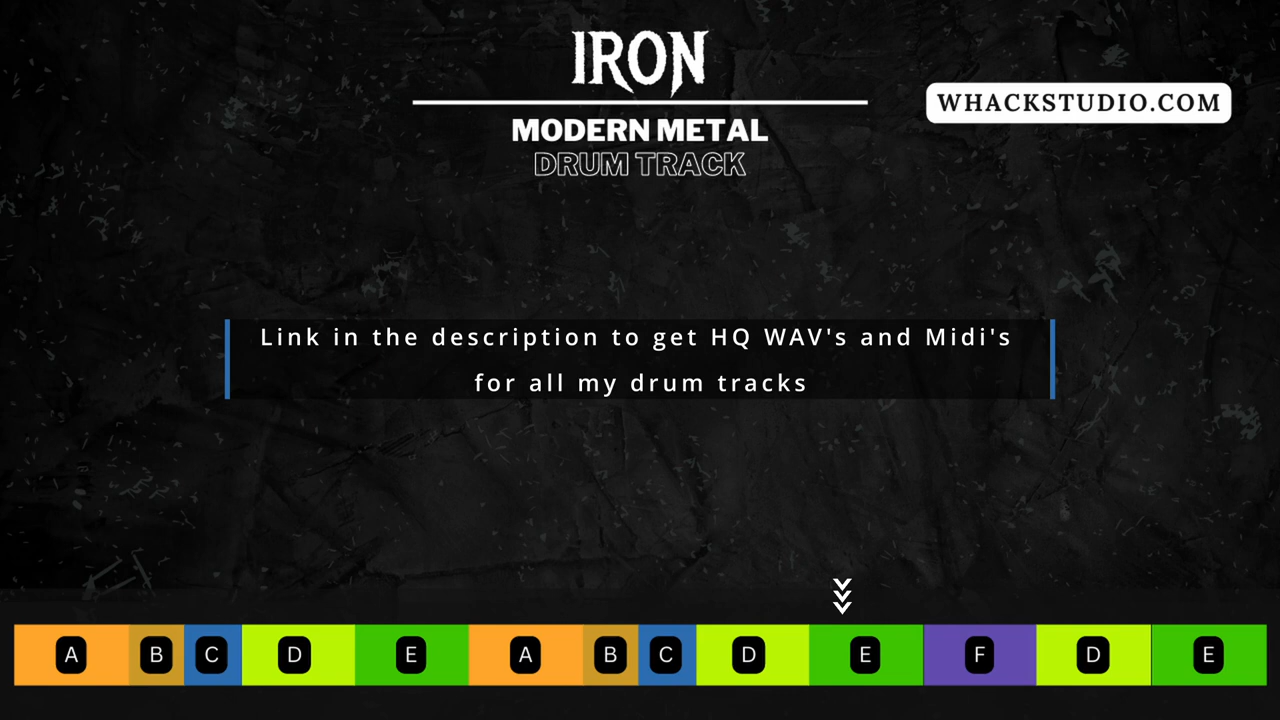 IRON
WHACKSTUDIO.COM
MODERN METAL
DRUM TRACK
Link in the description to get HQ WAV's and Midi's
for all my drum tracks
A B C D E A B C D E F D E